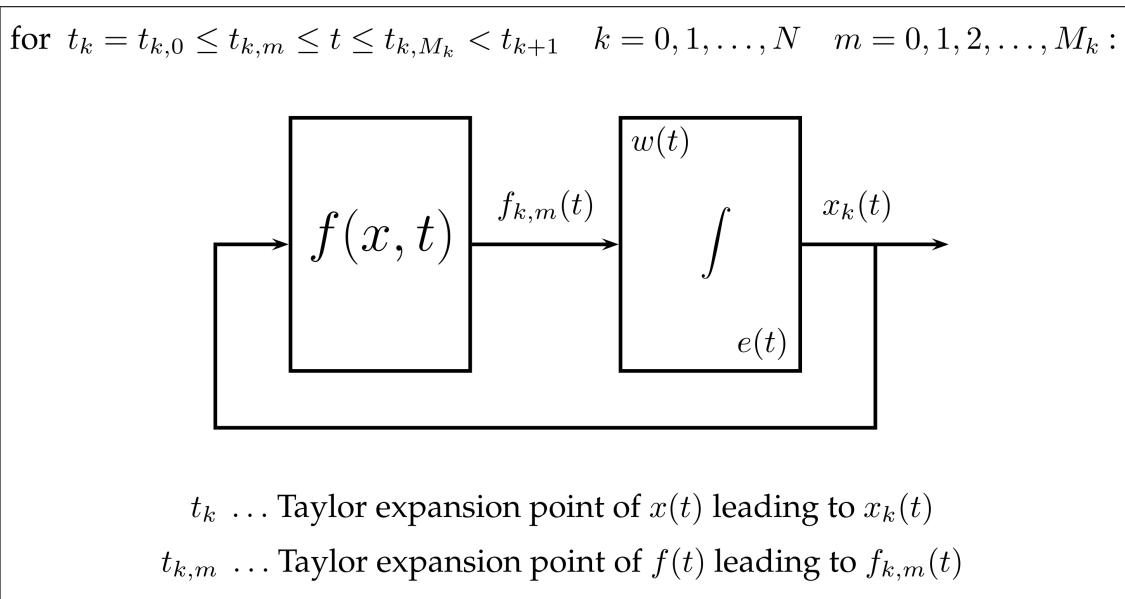 for t_k = t_{k,0} ≤ t_{k,m} ≤ t ≤ t_{k,M_k} < t_{k+1} k = 0, 1, . . . , N m = 0, 1, 2, . . . , M_k :
f(x, t)
f_{k,m}(t)
w(t)
∫
e(t)
x_k(t)
t_k . . . Taylor expansion point of x(t) leading to x_k(t)
t_{k,m} . . . Taylor expansion point of f(t) leading to f_{k,m}(t)